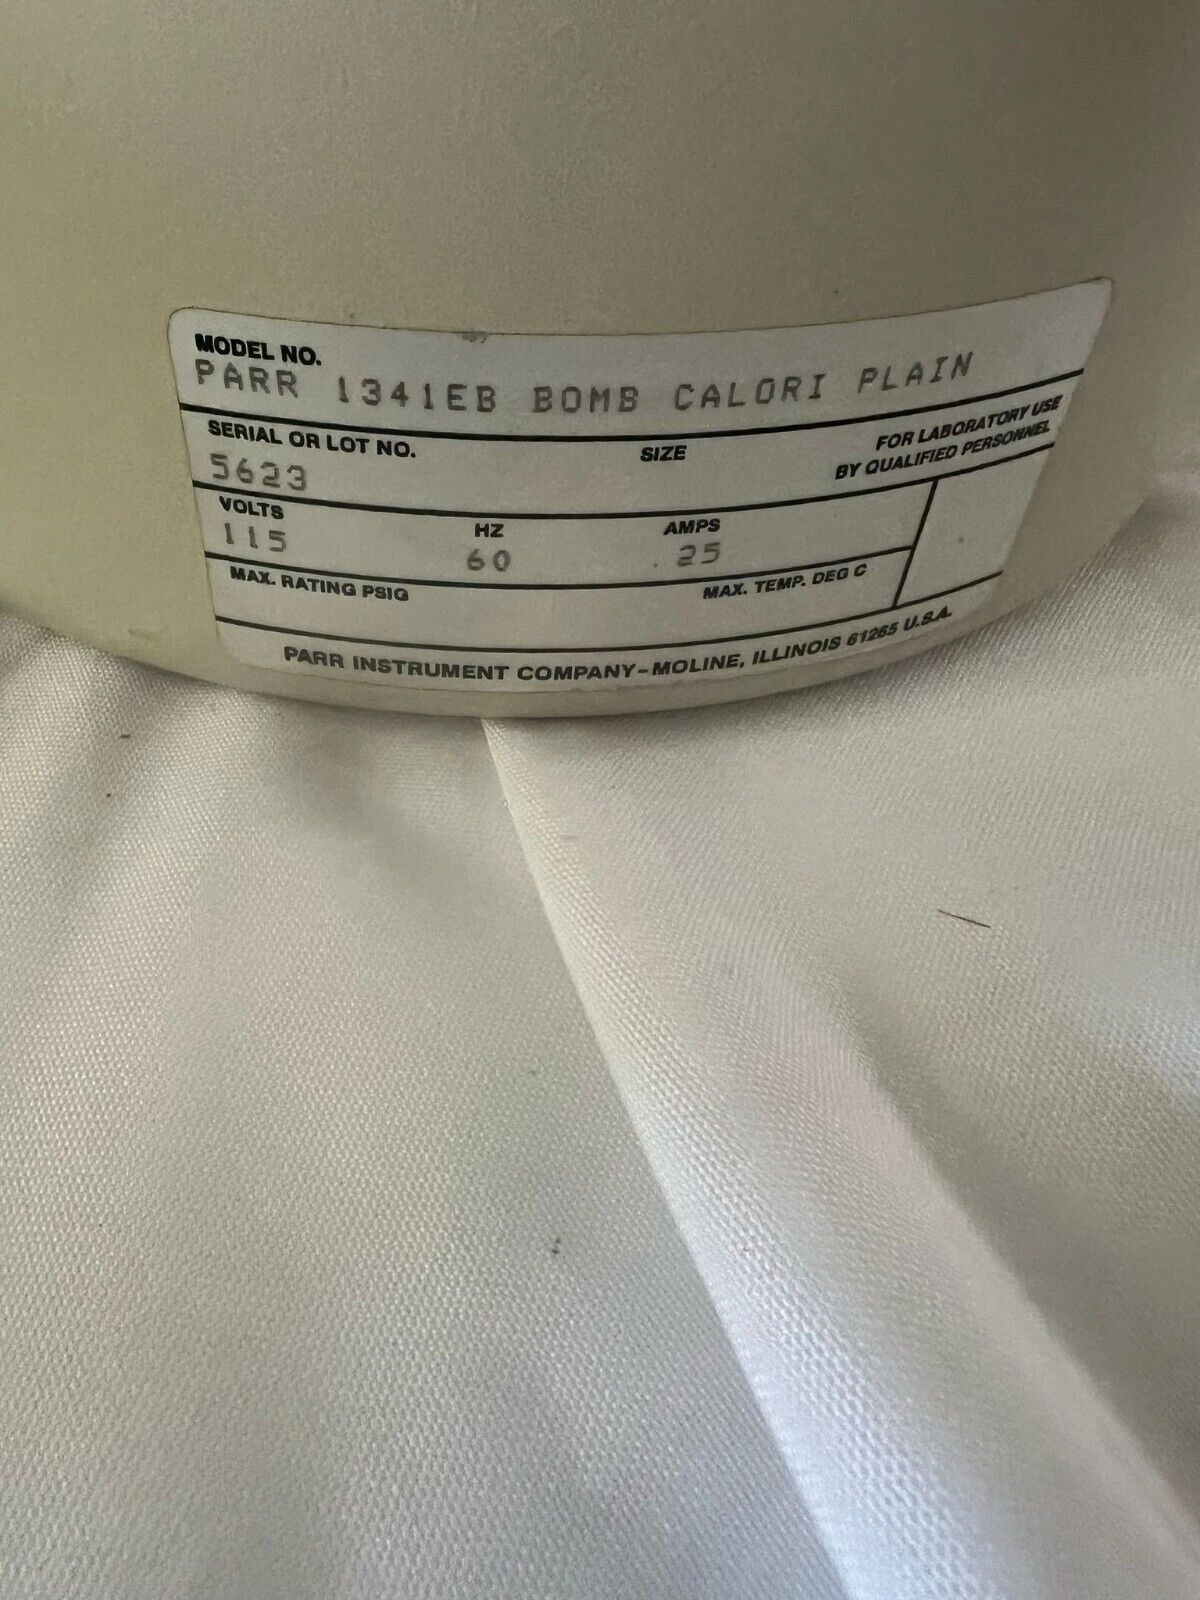 MODEL NO.
PARR 1341EB BOMB CALORI PLAIN
SERIAL OR LOT NO.
5623
SIZE
FOR LABORATORY USE
BY QUALIFIED PERSONNEL
VOLTS
115
HZ
60
AMPS
.25
MAX. RATING PSIG
MAX. TEMP. DEG C
PARR INSTRUMENT COMPANY-MOLINE, ILLINOIS 61265 U.S.A.